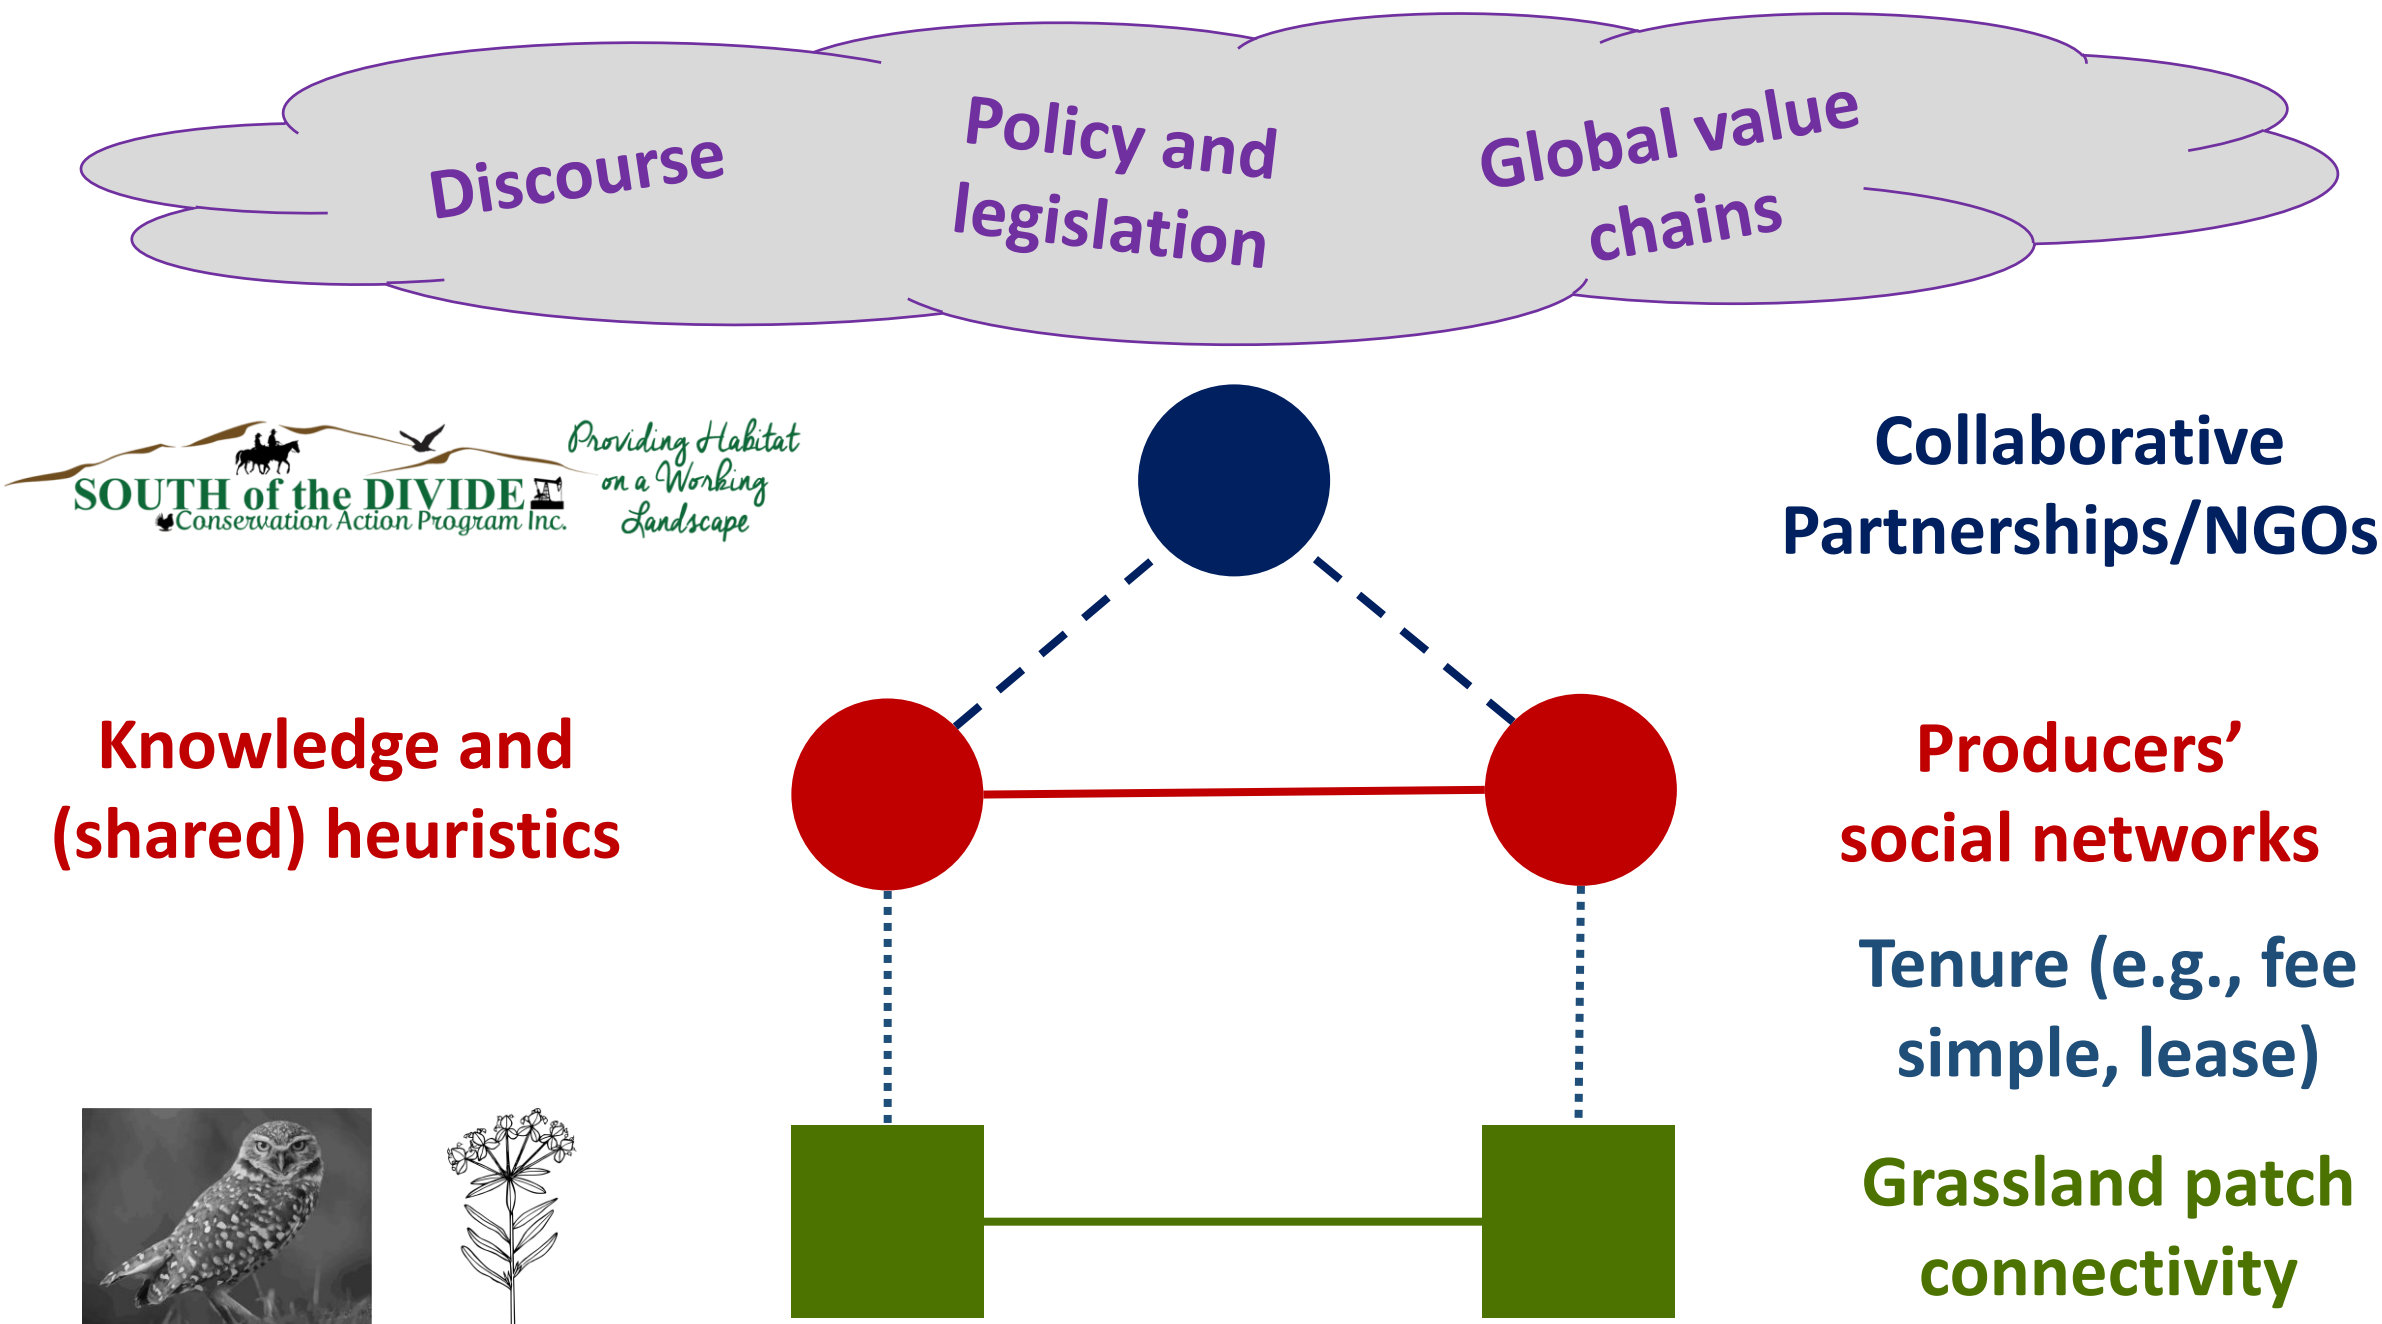 Discourse
Policy and
legislation
Global value
chains
SOUTH of the DIVIDE
Conservation Action Program Inc.
Providing Habitat
on a Working
Landscape
Collaborative
Partnerships/NGOs
Knowledge and
(shared) heuristics
Producers’
social networks
Tenure (e.g., fee
simple, lease)
Grassland patch
connectivity